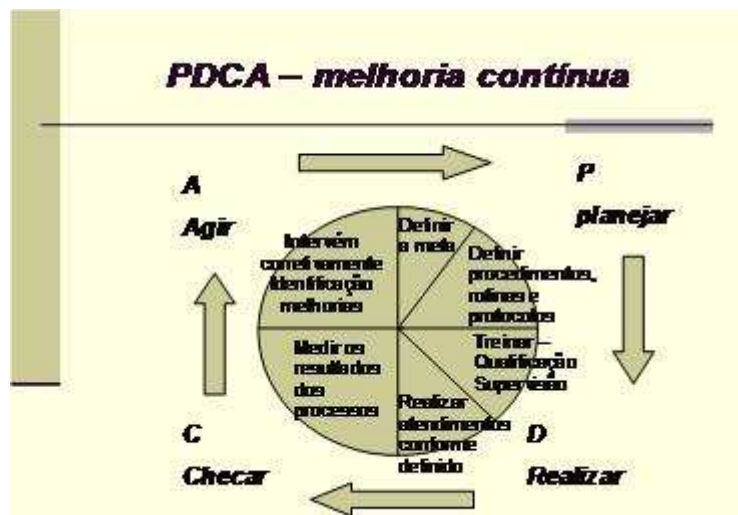 PDCA – melhoria contínua
A
Agir
P
planejar
Intervém
corretivamente
Identificação
melhorias
Definir
a meta
Definir
procedimentos,
rotinas e
protocolos
Treinar –
Qualificação
Supervisão
Medir os
resultados
dos
processos
Realizar
atendimentos
conforme
definido
C
Checar
D
Realizar